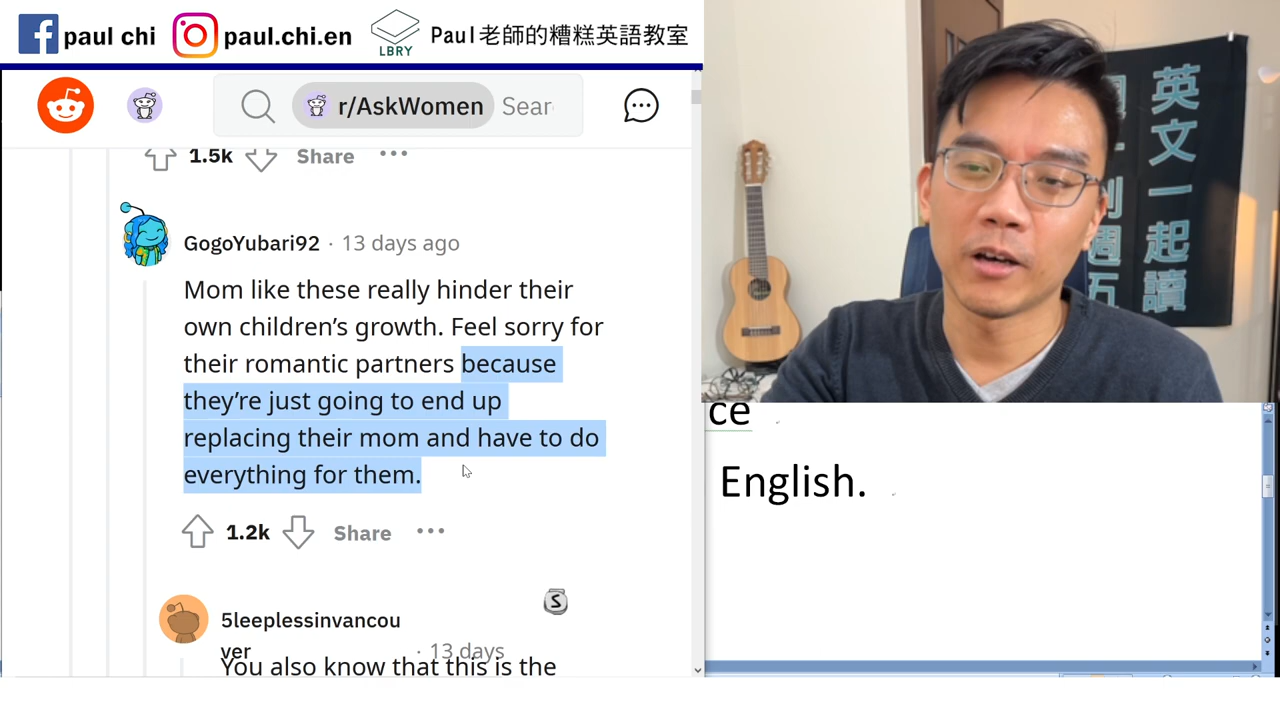 paul chi
paul.chi.en
LBRY
Paul老師的糟糕英語教室
r/AskWomen
Sear
1.5k
Share
GogoYubari92 · 13 days ago
Mom like these really hinder their
own children’s growth. Feel sorry for
their romantic partners because
they’re just going to end up
replacing their mom and have to do
everything for them.
1.2k
Share
S
5leeplessinvancou
ver · 13 days
You also know that this is the
英文一起讀
週五
ce
English.